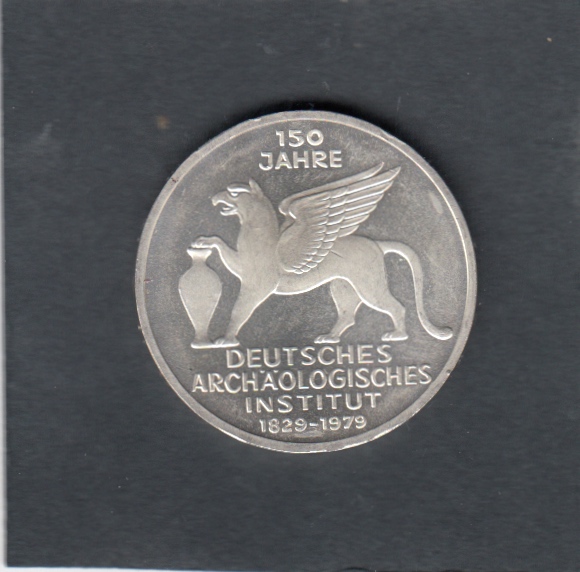 150
JAHRE
DEUTSCHES
ARCHÄOLOGISCHES
INSTITUT
1829-1979